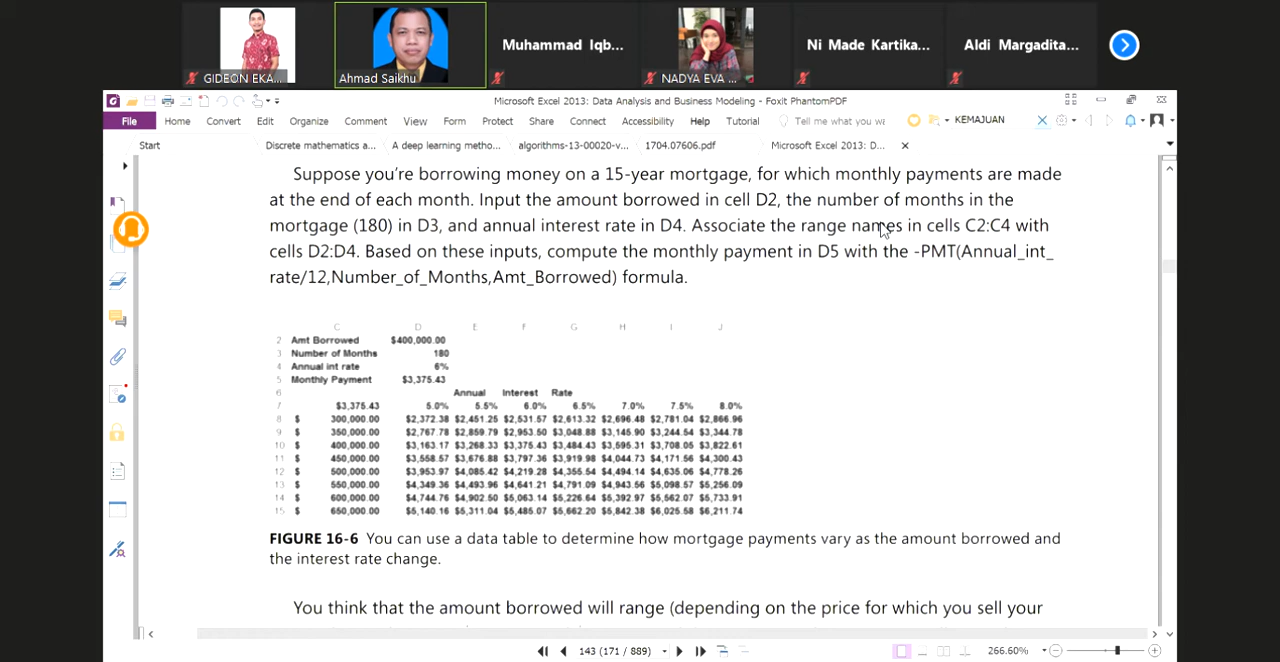 GIDEON EKA...
Ahmad Saikhu
Muhammad Iqb...
NADYA EVA ...
Ni Made Kartika...
Aldi Margadita...
Microsoft Excel 2013: Data Analysis and Business Modeling - Foxit PhantomPDF
File Home Convert Edit Organize Comment View Form Protect Share Connect Accessibility Help Tutorial Tell me what you wa KEMAJUAN
Start Discrete mathematics a... A deep learning metho... algorithms-13-00020-v... 1704.07606.pdf Microsoft Excel 2013: D...
Suppose you're borrowing money on a 15-year mortgage, for which monthly payments are made
at the end of each month. Input the amount borrowed in cell D2, the number of months in the
mortgage (180) in D3, and annual interest rate in D4. Associate the range names in cells C2:C4 with
cells D2:D4. Based on these inputs, compute the monthly payment in D5 with the -PMT(Annual_int_
rate/12,Number_of_Months,Amt_Borrowed) formula.
C D E F G H I J
2 Amt Borrowed $400,000.00
3 Number of Months 180
4 Annual int rate 6%
5 Monthly Payment $3,375.43
6 Annual Interest Rate
7 $3,375.43 5.0% 5.5% 6.0% 6.5% 7.0% 7.5% 8.0%
8 $ 300,000.00 $2,372.38 $2,451.25 $2,531.57 $2,613.32 $2,696.48 $2,781.04 $2,866.96
9 $ 350,000.00 $2,767.78 $2,859.79 $2,953.50 $3,048.88 $3,145.90 $3,244.54 $3,344.78
10 $ 400,000.00 $3,163.17 $3,268.33 $3,375.43 $3,484.43 $3,595.31 $3,708.05 $3,822.61
11 $ 450,000.00 $3,558.57 $3,676.88 $3,797.36 $3,919.98 $4,044.73 $4,171.56 $4,300.43
12 $ 500,000.00 $3,953.97 $4,085.42 $4,219.28 $4,355.54 $4,494.14 $4,635.06 $4,778.26
13 $ 550,000.00 $4,349.36 $4,493.96 $4,641.21 $4,791.09 $4,943.56 $5,098.57 $5,256.09
14 $ 600,000.00 $4,744.76 $4,902.50 $5,063.14 $5,226.64 $5,392.97 $5,562.07 $5,733.91
15 $ 650,000.00 $5,140.16 $5,311.04 $5,485.07 $5,662.20 $5,842.38 $6,025.58 $6,211.74
FIGURE 16-6 You can use a data table to determine how mortgage payments vary as the amount borrowed and
the interest rate change.
You think that the amount borrowed will range (depending on the price for which you sell your
143 (171 / 889) 266.60%